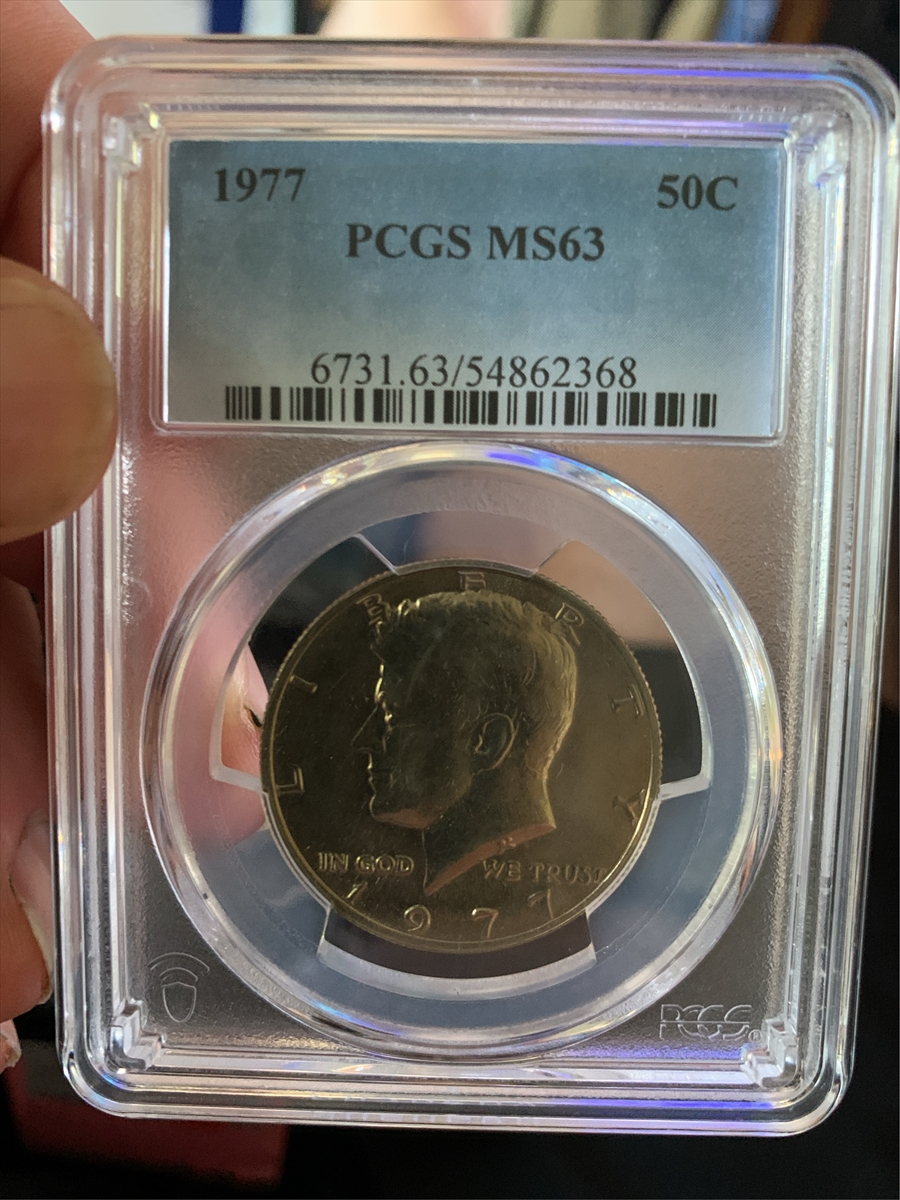 1977 50C
PCGS MS63
6731.63/54862368
LIBERTY
IN GOD WE TRUST
1977
PCGS